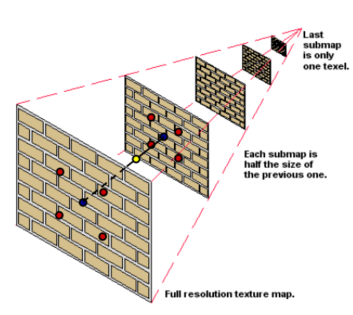 Last
submap
is only
one texel.
Each submap is
half the size of
the previous one.
Full resolution texture map.